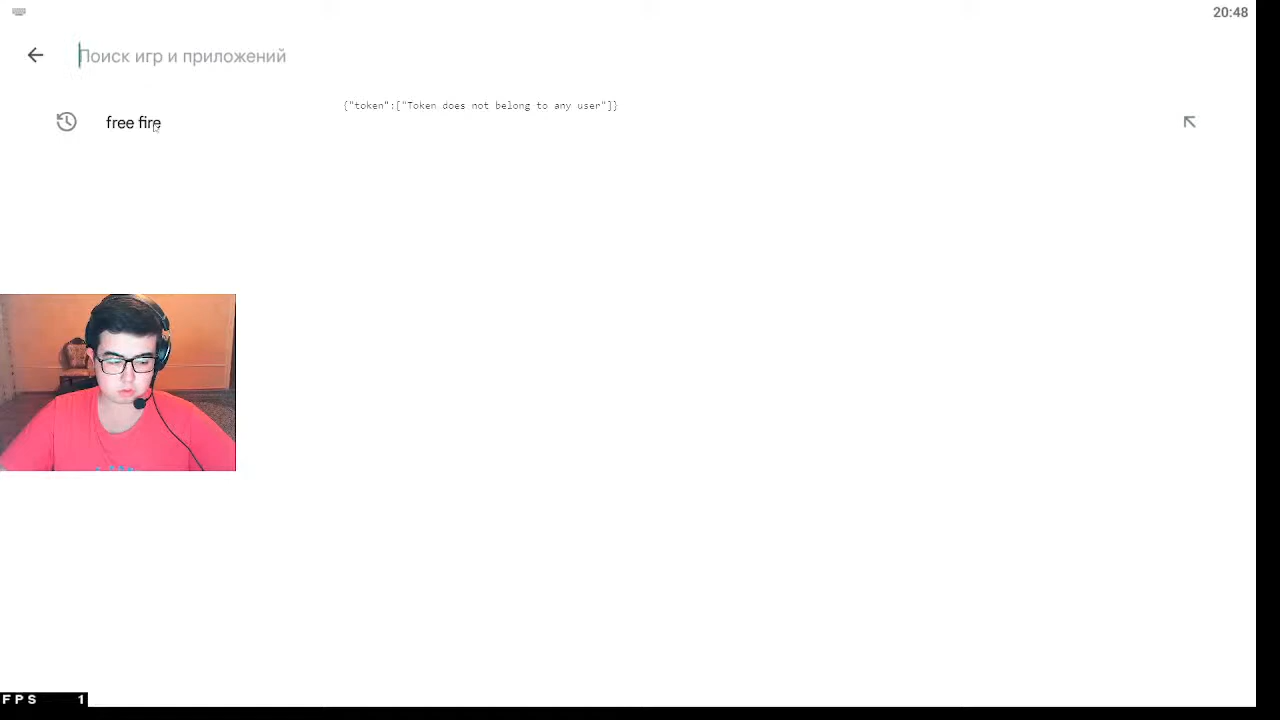 20:48
Поиск игр и приложений
{"token":["Token does not belong to any user"]}
free fire
FPS 1